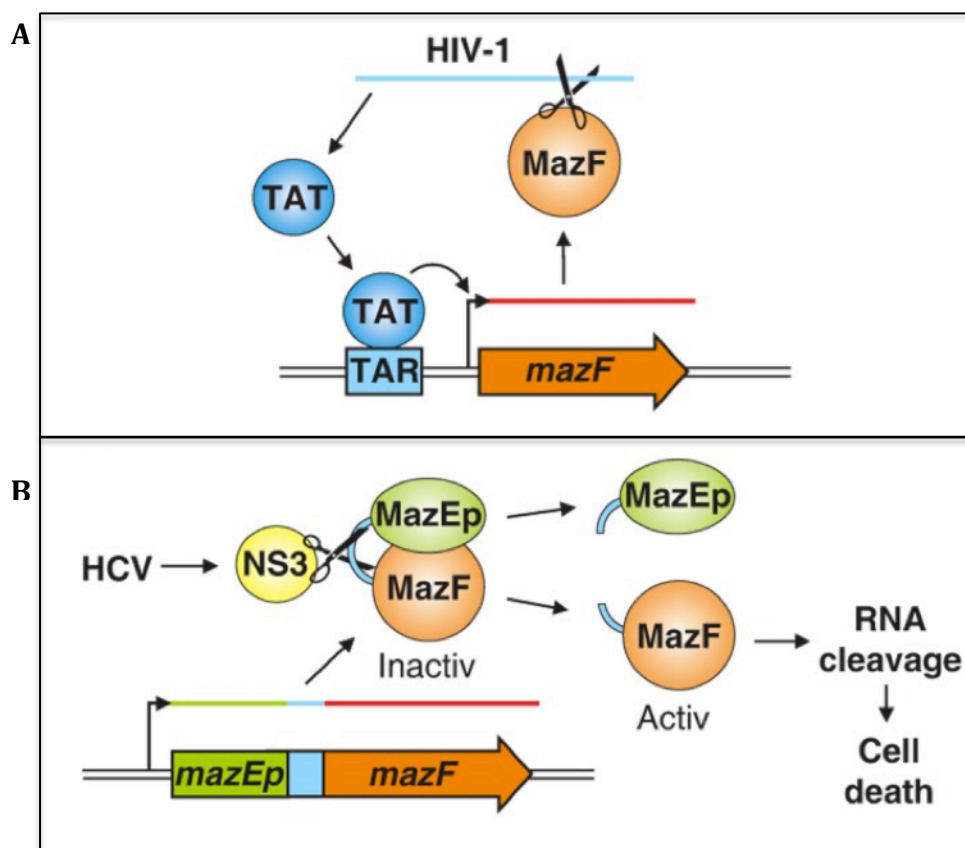 A
HIV-1
MazF
TAT
TAT
TAR
mazF
B
HCV
NS3
MazEp
MazF
Inactiv
MazEp
MazF
Activ
RNA
cleavage
Cell
death
mazEp
mazF